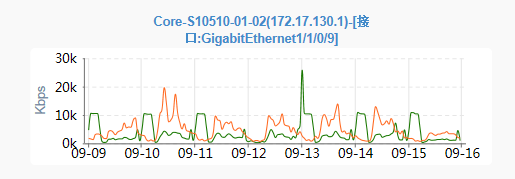 Core-S10510-01-02(172.17.130.1)-[接
口:GigabitEthernet1/1/0/9]
30k
20k
10k
0k
Kbps
09-09 09-10 09-11 09-12 09-13 09-14 09-15 09-16